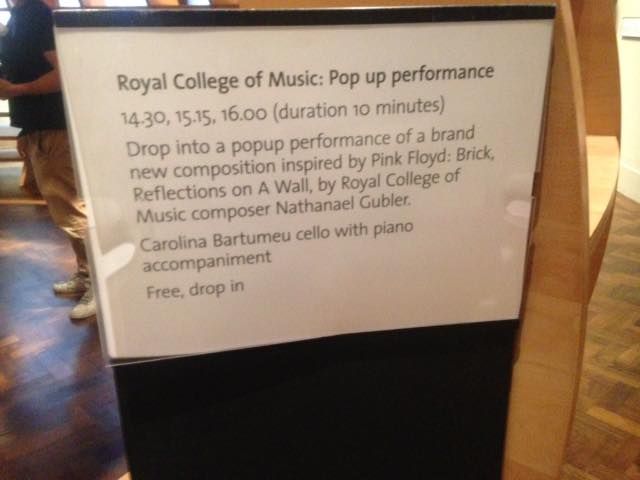 Royal College of Music: Pop up performance
14.30, 15.15, 16.00 (duration 10 minutes)
Drop into a popup performance of a brand
new composition inspired by Pink Floyd: Brick,
Reflections on A Wall, by Royal College of
Music composer Nathanael Gubler.
Carolina Bartumeu cello with piano
accompaniment
Free, drop in